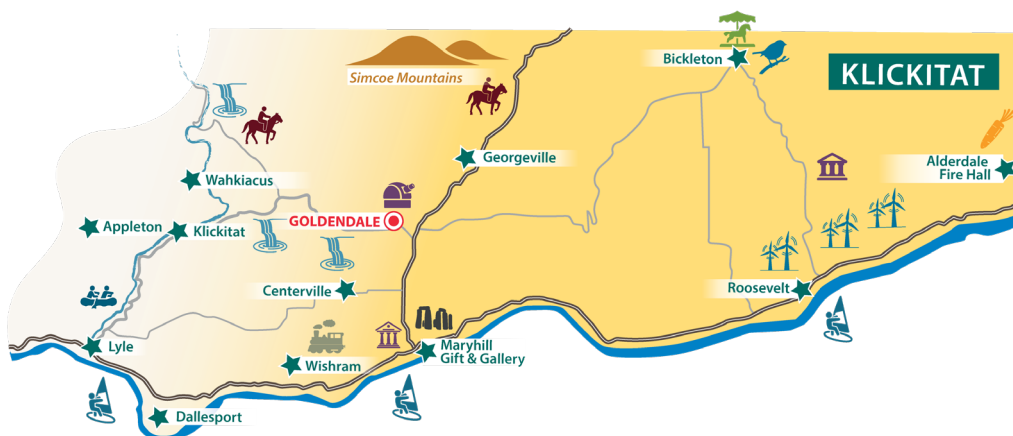 Bickleton
KLICKITAT
Simcoe Mountains
Georgeville
Alderdale
Fire Hall
Wahkiacus
GOLDENDALE
Appleton
Klickitat
Centerville
Roosevelt
Lyle
Maryhill
Gift & Gallery
Wishram
Dallesport